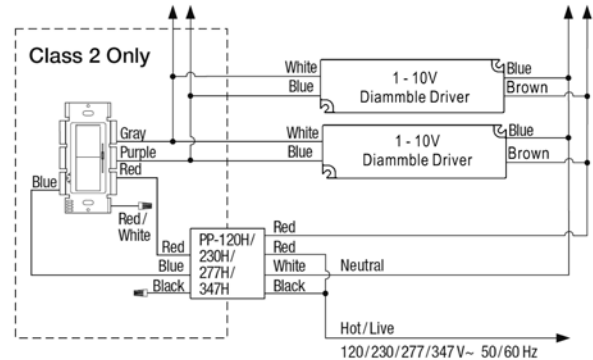 Class 2 Only
White
Blue
1 - 10V
Diammble Driver
Blue
Brown
Gray
Purple
Red
White
Blue
1 - 10V
Diammble Driver
Blue
Brown
Blue
Red/
White
Red
Blue
Black
PP-120H/
230H/
277H/
347H
Red
Red
White
Neutral
Black
Hot/Live
120/230/277/347V~ 50/60 Hz